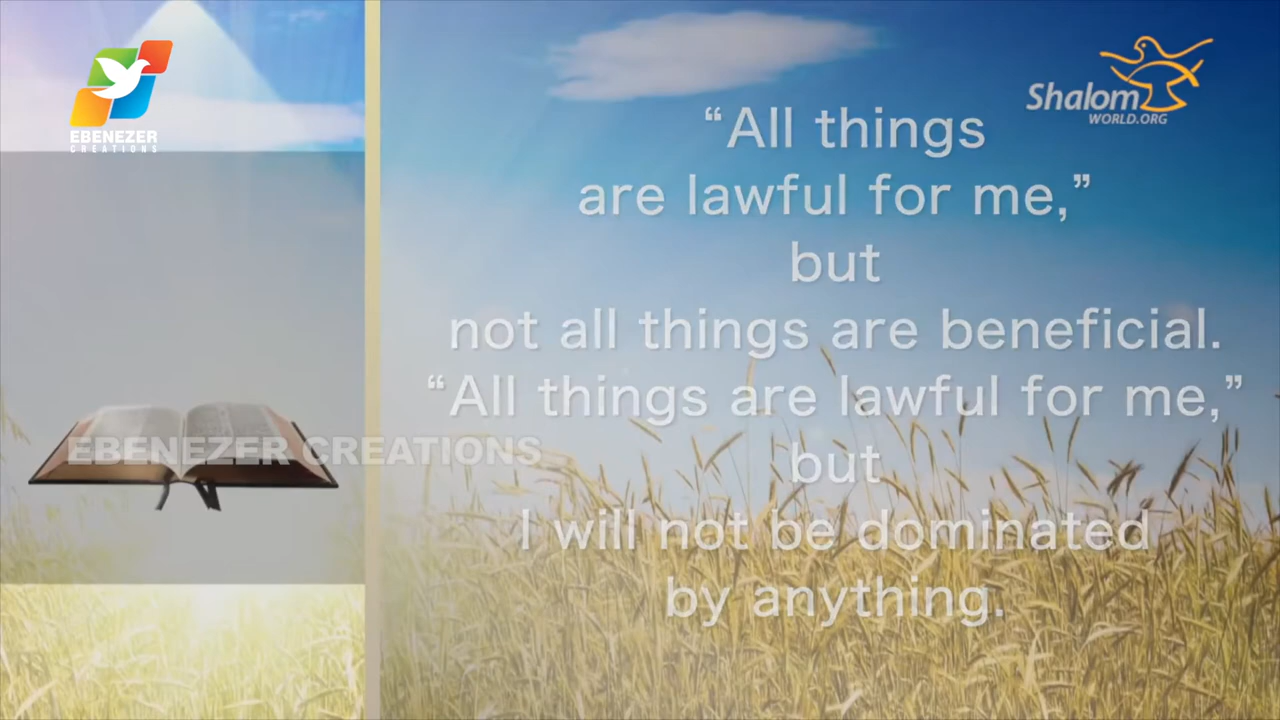 EBENEZER
CREATIONS
Shalom
WORLD.ORG
“All things
are lawful for me,”
but
not all things are beneficial.
“All things are lawful for me,”
but
I will not be dominated
by anything.
EBENEZER CREATIONS